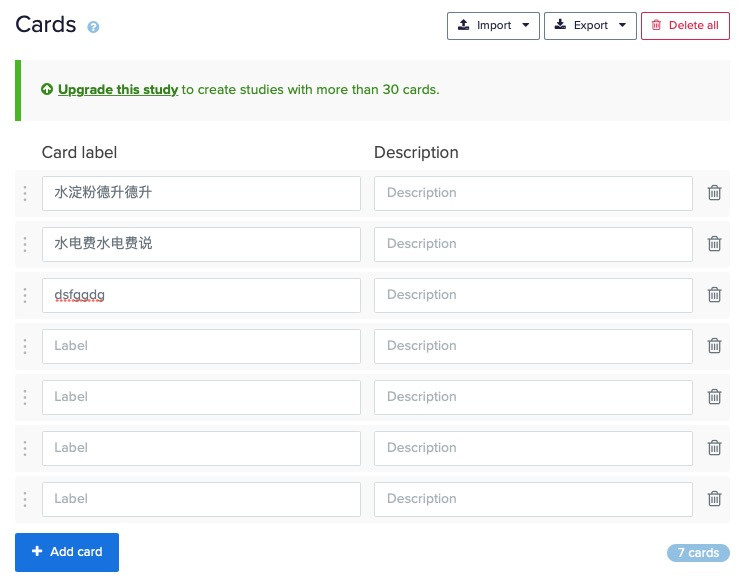 Cards ?
Import Export Delete all
Upgrade this study to create studies with more than 30 cards.
Card label Description
水淀粉德升德升 Description
水电费水电费说 Description
dsfggdg Description
Label Description
Label Description
Label Description
Label Description
+ Add card 7 cards